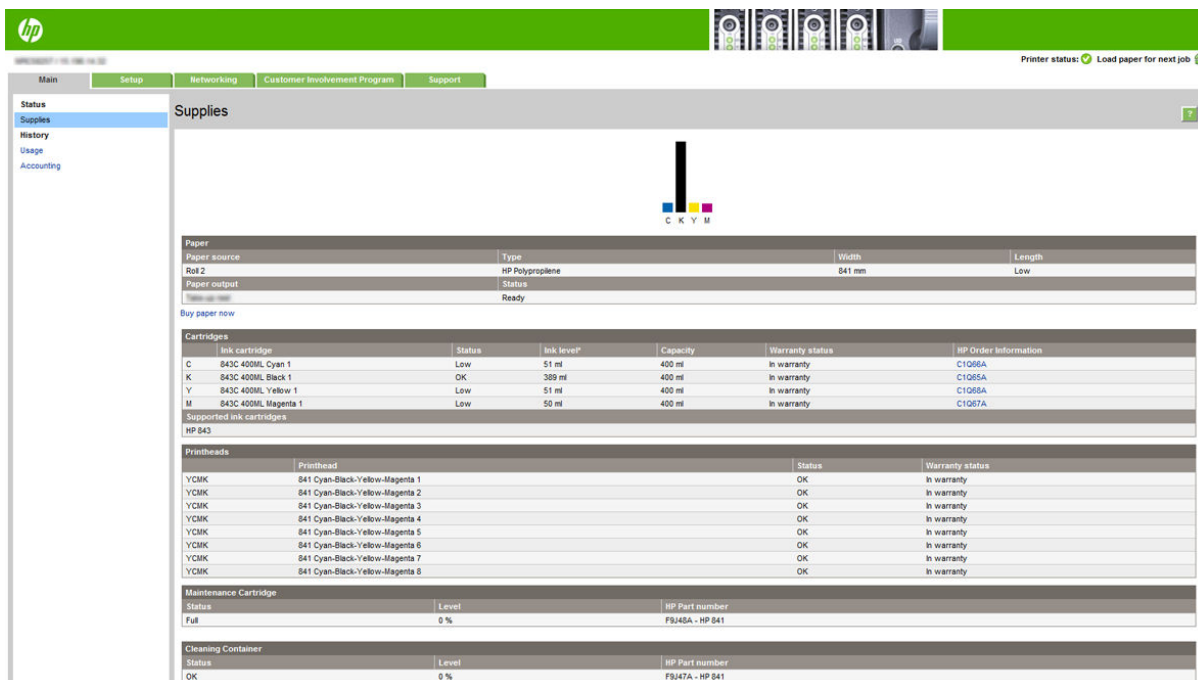 hp
Printer status: Load paper for next job
Main Setup Networking Customer Involvement Program Support
Status
Supplies
History
Usage
Accounting
Supplies
?
C K Y M
Paper
Paper source Type Width Length
Roll 2 HP Polypropilene 841 mm Low
Paper output Status
Ready
Buy paper now
Cartridges
Ink cartridge Status Ink level* Capacity Warranty status HP Order Information
C 843C 400ML Cyan 1 Low 51 ml 400 ml In warranty C1Q66A
K 843C 400ML Black 1 OK 389 ml 400 ml In warranty C1Q65A
Y 843C 400ML Yellow 1 Low 51 ml 400 ml In warranty C1Q68A
M 843C 400ML Magenta 1 Low 50 ml 400 ml In warranty C1Q67A
Supported ink cartridges
HP 843
Printheads
Printhead Status Warranty status
YCMK 841 Cyan-Black-Yellow-Magenta 1 OK In warranty
YCMK 841 Cyan-Black-Yellow-Magenta 2 OK In warranty
YCMK 841 Cyan-Black-Yellow-Magenta 3 OK In warranty
YCMK 841 Cyan-Black-Yellow-Magenta 4 OK In warranty
YCMK 841 Cyan-Black-Yellow-Magenta 5 OK In warranty
YCMK 841 Cyan-Black-Yellow-Magenta 6 OK In warranty
YCMK 841 Cyan-Black-Yellow-Magenta 7 OK In warranty
YCMK 841 Cyan-Black-Yellow-Magenta 8 OK In warranty
Maintenance Cartridge
Status Level HP Part number
Full 0 % F9J48A - HP 841
Cleaning Container
Status Level HP Part number
OK 0 % F9J47A - HP 841